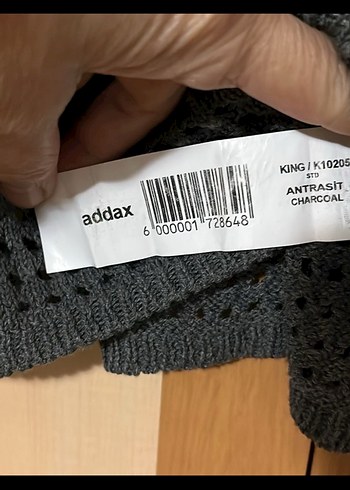 addax
6 000001 728648
KING / K10205
STD
ANTRASİT
CHARCOAL